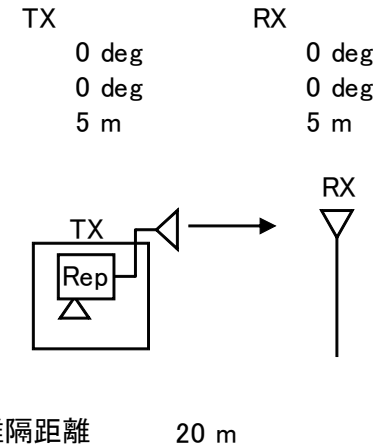 TX RX
0 deg 0 deg
0 deg 0 deg
5 m 5 m
RX
TX
Rep
隔距離 20 m